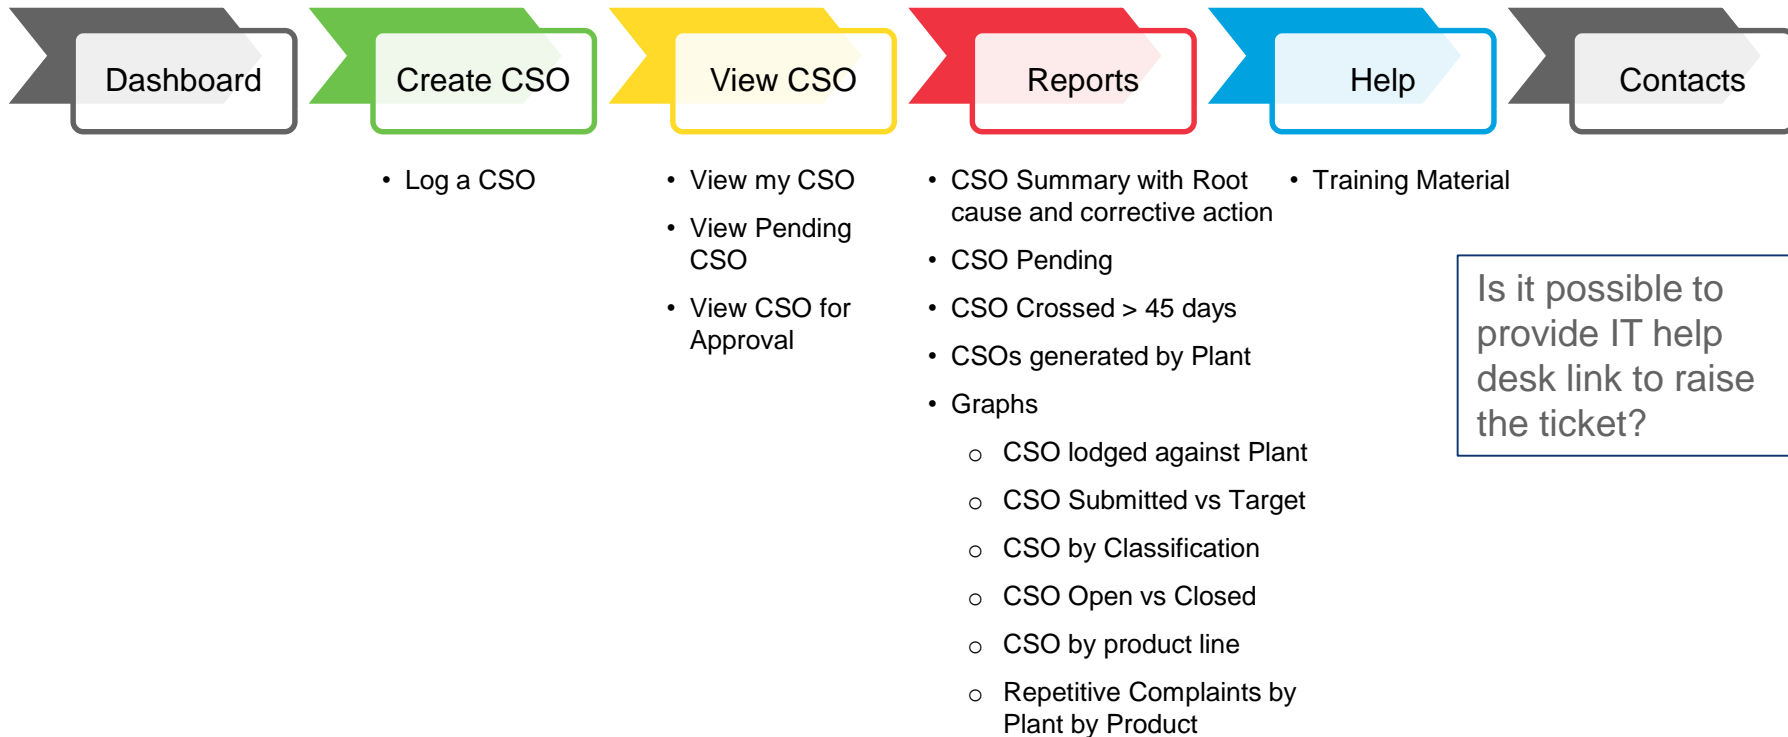 Dashboard
Create CSO
View CSO
Reports
Help
Contacts
• Log a CSO
• View my CSO
• View Pending
CSO
• View CSO for
Approval
• CSO Summary with Root
cause and corrective action
• CSO Pending
• CSO Crossed > 45 days
• CSOs generated by Plant
• Graphs
o CSO lodged against Plant
o CSO Submitted vs Target
o CSO by Classification
o CSO Open vs Closed
o CSO by product line
o Repetitive Complaints by
Plant by Product
• Training Material
Is it possible to
provide IT help
desk link to raise
the ticket?